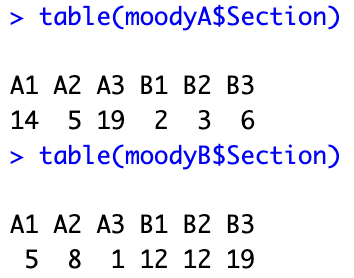 > table(moodyA$Section)
A1 A2 A3 B1 B2 B3
14 5 19 2 3 6
> table(moodyB$Section)
A1 A2 A3 B1 B2 B3
5 8 1 12 12 19